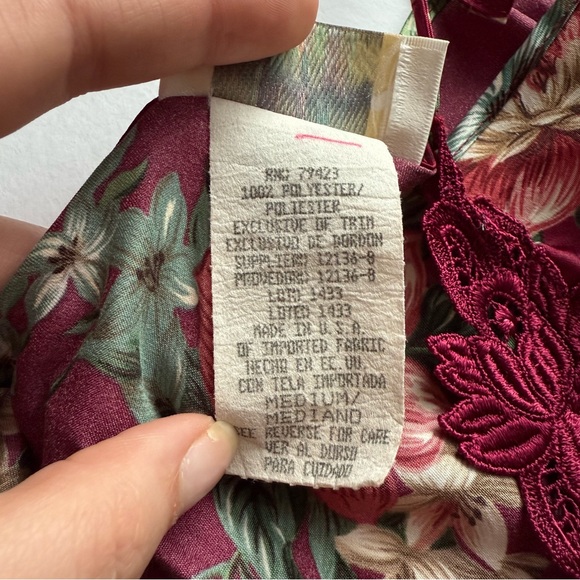 RN# 79423
100% POLYESTER/
POLIESTER
EXCLUSIVE OF TRIM
EXCLUSIVO DE BORDON
SUPPLIER# 12136-8
PROVEDOR# 12136-8
LOT# 1433
LOTE# 1433
MADE IN U.S.A.
OF IMPORTED FABRIC
HECHO EN EE.UU.
CON TELA IMPORTADA
MEDIUM/
MEDIANO
SEE REVERSE FOR CARE
VER AL DORSO
PARA CUIDADO